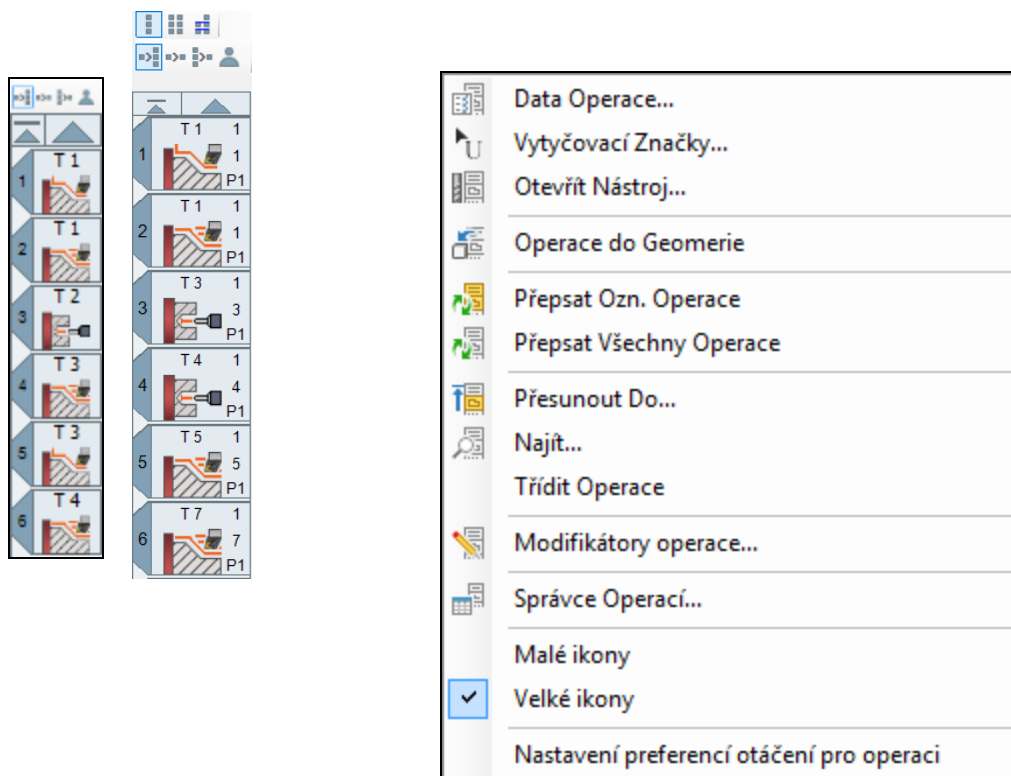 T 1
1
T 1
2
T 2
3
T 3
4
T 3
5
T 4
6
T 1 1
1 1
P1
T 1 1
2 1
P1
T 3 1
3 3
P1
T 4 1
4 4
P1
T 5 1
5 5
P1
T 7 1
6 7
P1
Data Operace...
Vytyčovací Značky...
Otevřít Nástroj...
Operace do Geomerie
Přepsat Ozn. Operace
Přepsat Všechny Operace
Přesunout Do...
Najít...
Třídit Operace
Modifikátory operace...
Správce Operací...
Malé ikony
Velké ikony
Nastavení preferencí otáčení pro operaci